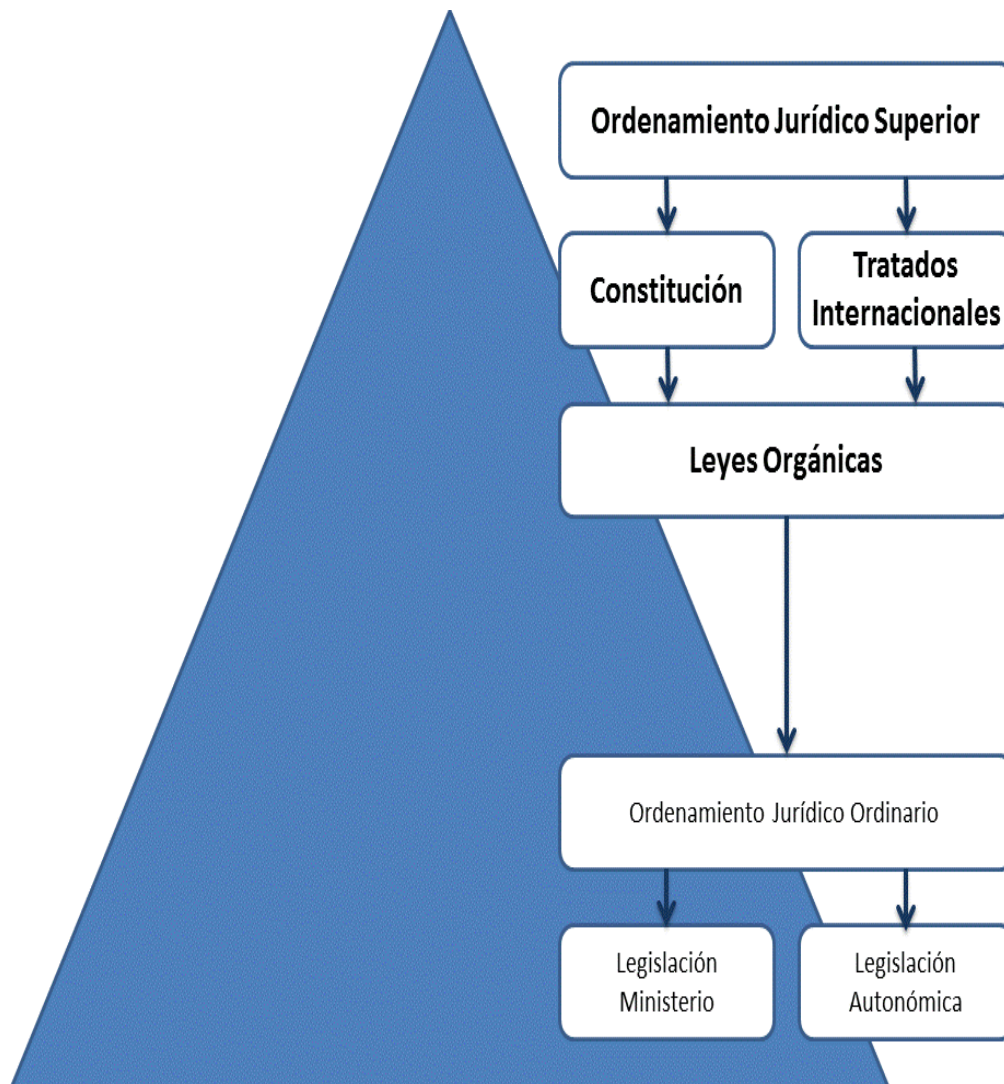 Ordenamiento Jurídico Superior
Constitución
Tratados
Internacionales
Leyes Orgánicas
Ordenamiento Jurídico Ordinario
Legislación
Ministerio
Legislación
Autonómica